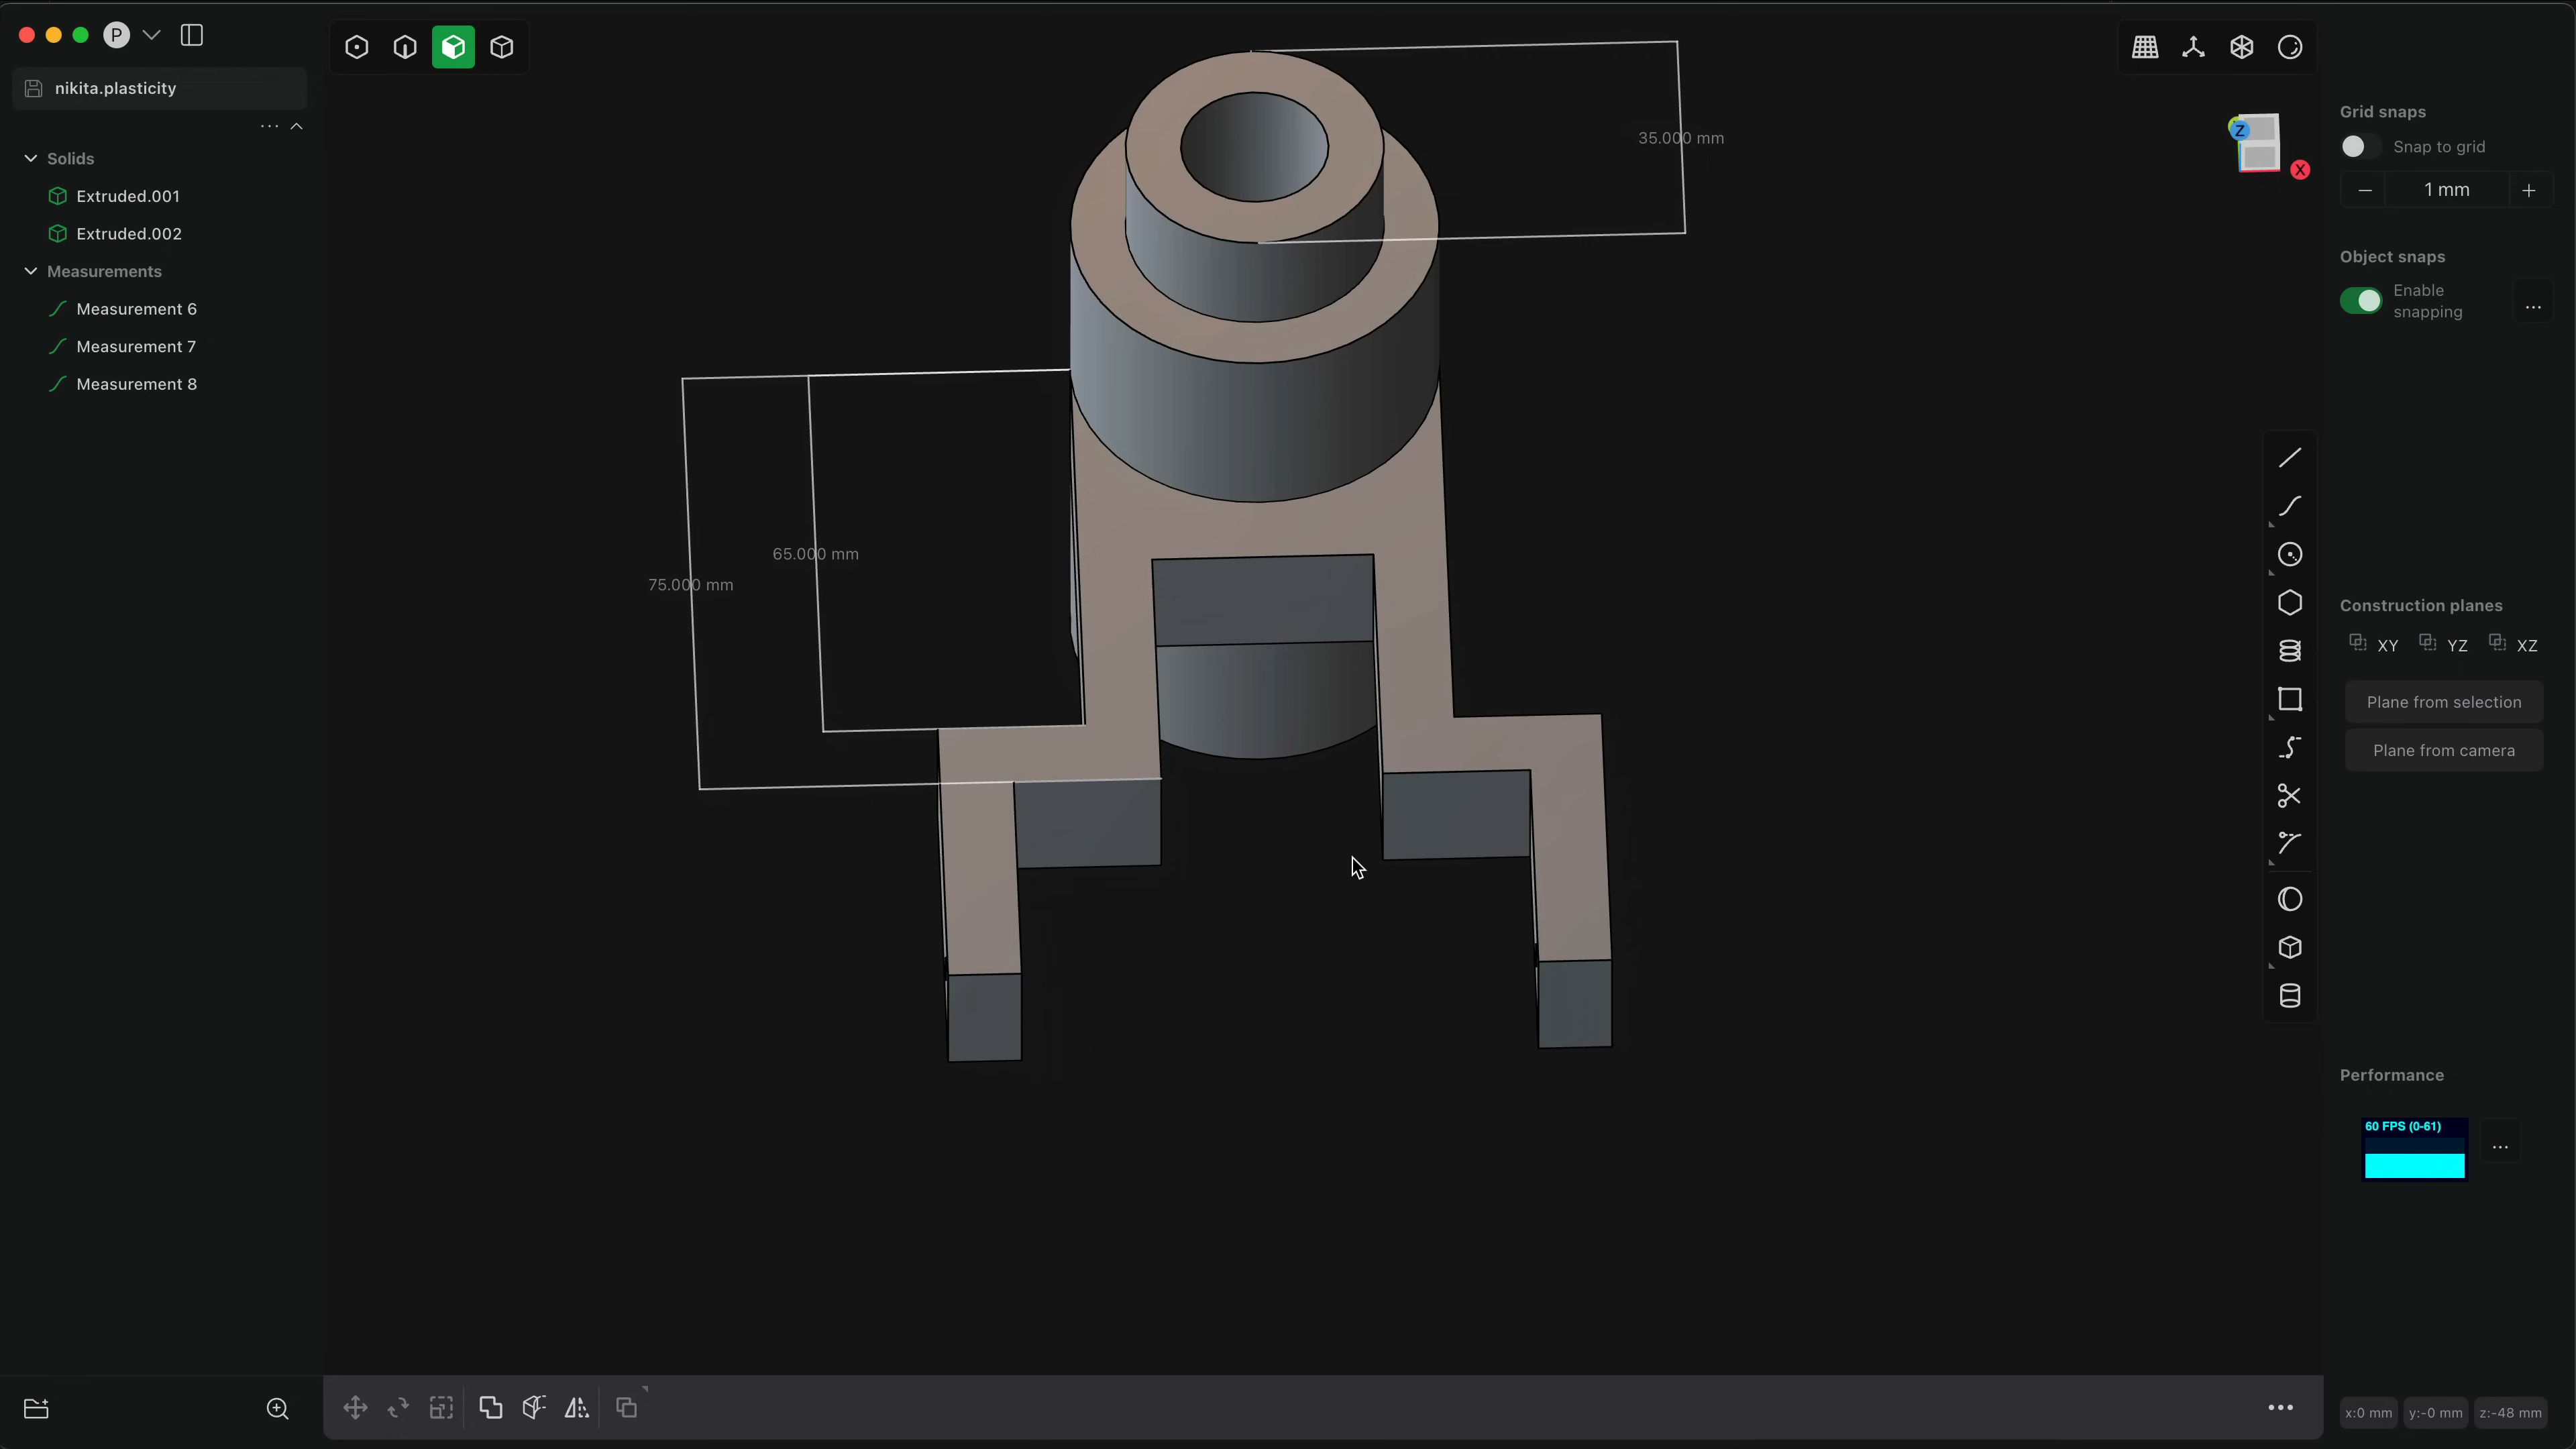 P
nikita.plasticity
Solids
Extruded.001
Extruded.002
Measurements
Measurement 6
Measurement 7
Measurement 8
35.000 mm
65.000 mm
75.000 mm
Z
X
Grid snaps
Snap to grid
1 mm
Object snaps
Enable
snapping
Construction planes
XY YZ XZ
Plane from selection
Plane from camera
Performance
60 FPS (0-61)
x:0 mm y:-0 mm z:-48 mm